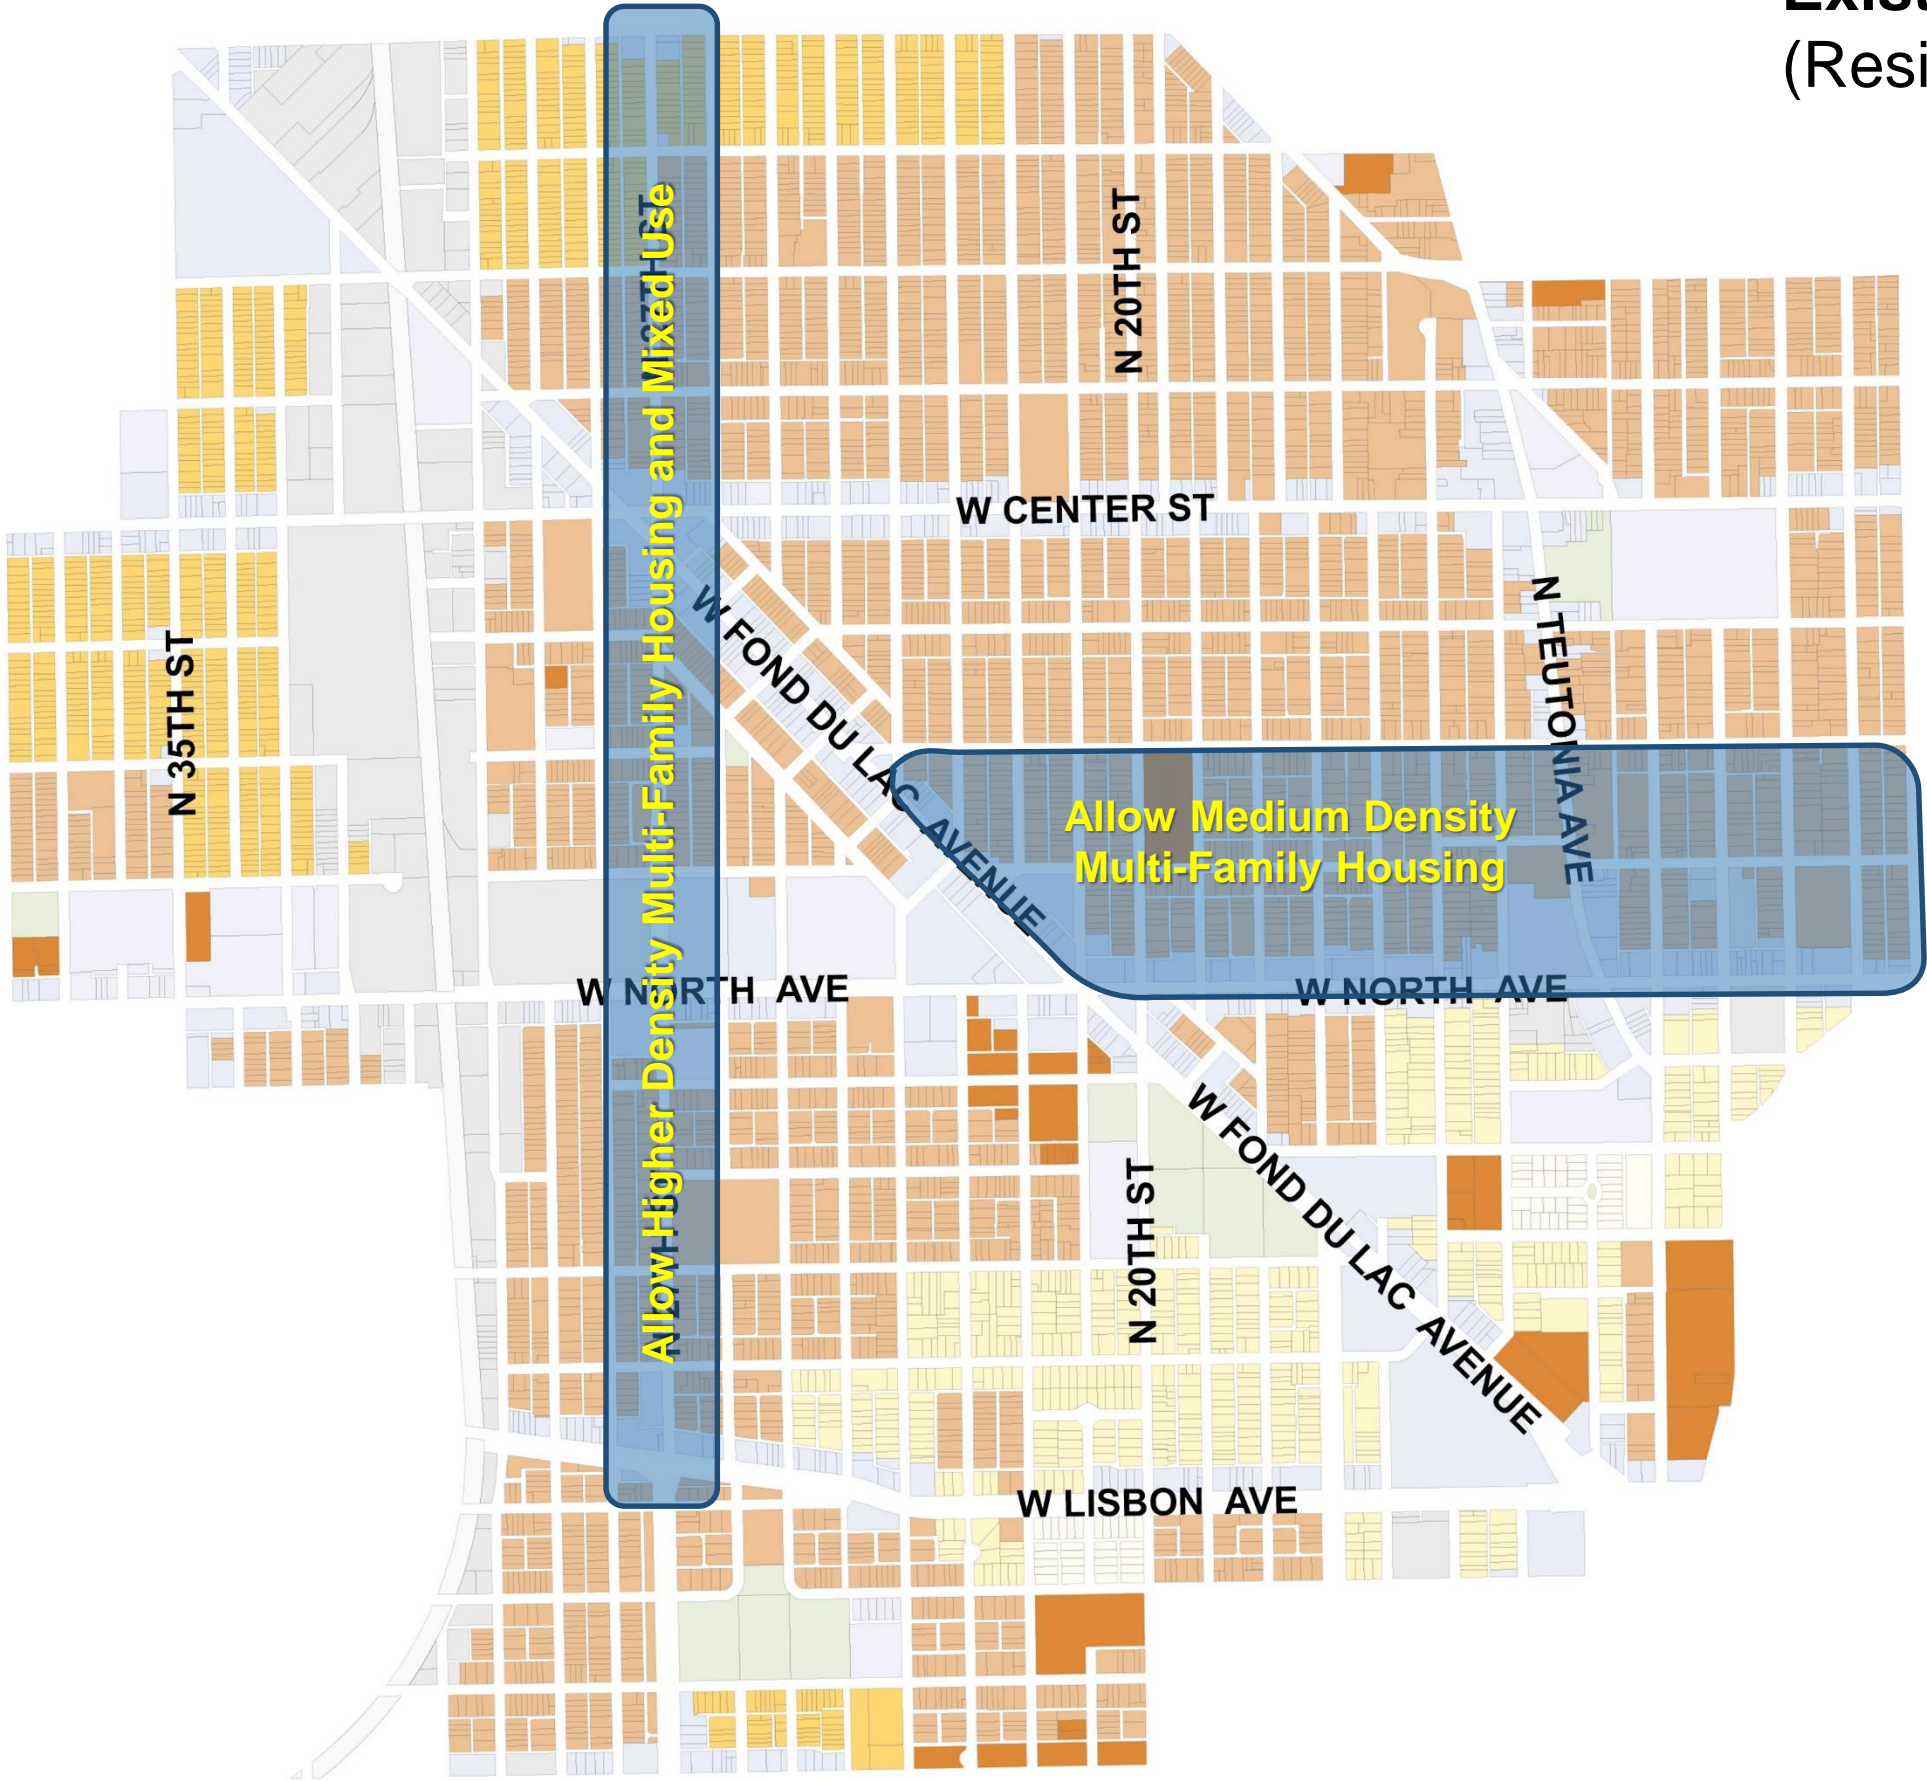 (Resi
N 20TH ST
Allow Higher Density Multi-Family Housing and Mixed Use
W CENTER ST
W FOND DU LAC AVENUE
N TEUTONIA AVE
N 35TH ST
Allow Medium Density
Multi-Family Housing
W NORTH AVE
W NORTH AVE
W FOND DU LAC AVENUE
N 20TH ST
W LISBON AVE